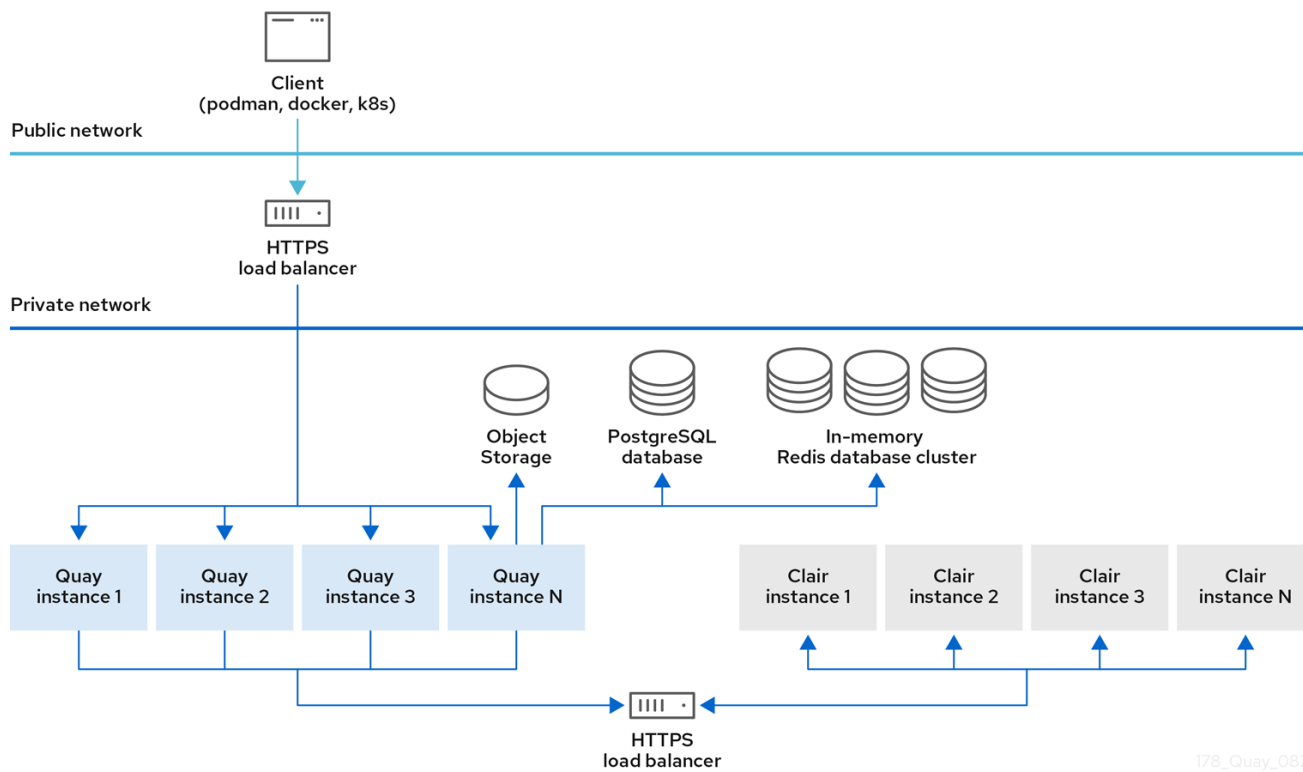 Client
(podman, docker, k8s)
Public network
HTTPS
load balancer
Private network
Object
Storage
PostgreSQL
database
In-memory
Redis database cluster
Quay
instance 1
Quay
instance 2
Quay
instance 3
Quay
instance N
Clair
instance 1
Clair
instance 2
Clair
instance 3
Clair
instance N
HTTPS
load balancer
178_Quay_082